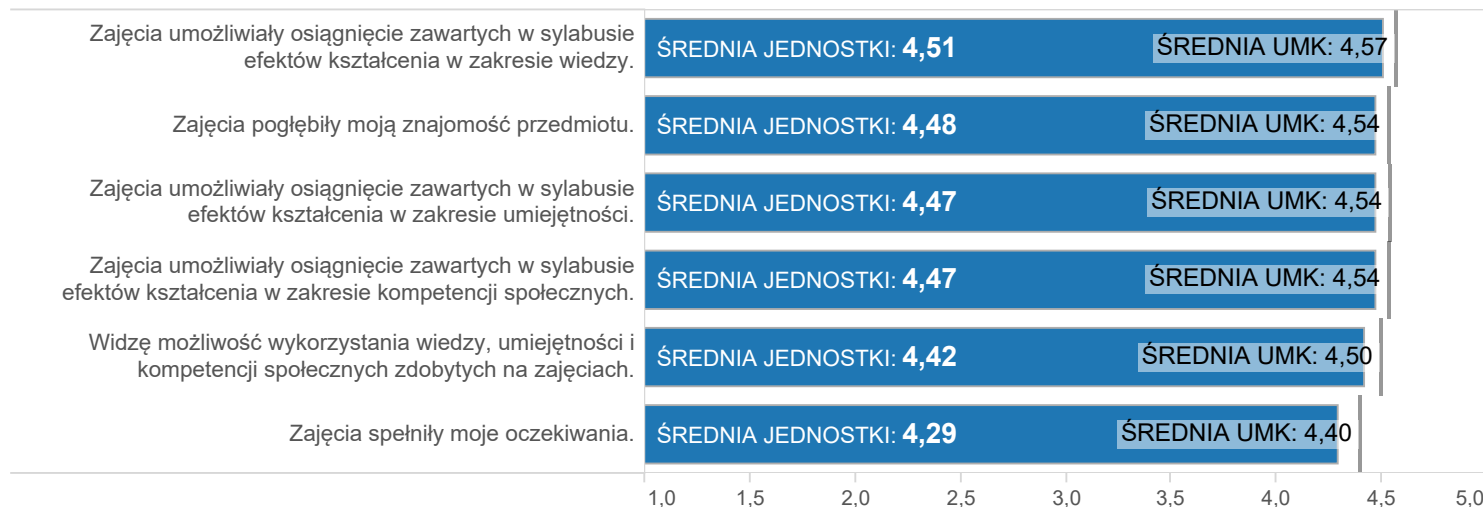 Zajęcia umożliwiały osiągnięcie zawartych w sylabusie
efektów kształcenia w zakresie wiedzy.
ŚREDNIA JEDNOSTKI: 4,51
ŚREDNIA UMK: 4,57
Zajęcia pogłębiły moją znajomość przedmiotu.
ŚREDNIA JEDNOSTKI: 4,48
ŚREDNIA UMK: 4,54
Zajęcia umożliwiały osiągnięcie zawartych w sylabusie
efektów kształcenia w zakresie umiejętności.
ŚREDNIA JEDNOSTKI: 4,47
ŚREDNIA UMK: 4,54
Zajęcia umożliwiały osiągnięcie zawartych w sylabusie
efektów kształcenia w zakresie kompetencji społecznych.
ŚREDNIA JEDNOSTKI: 4,47
ŚREDNIA UMK: 4,54
Widzę możliwość wykorzystania wiedzy, umiejętności i
kompetencji społecznych zdobytych na zajęciach.
ŚREDNIA JEDNOSTKI: 4,42
ŚREDNIA UMK: 4,50
Zajęcia spełniły moje oczekiwania.
ŚREDNIA JEDNOSTKI: 4,29
ŚREDNIA UMK: 4,40
1,0 1,5 2,0 2,5 3,0 3,5 4,0 4,5 5,0